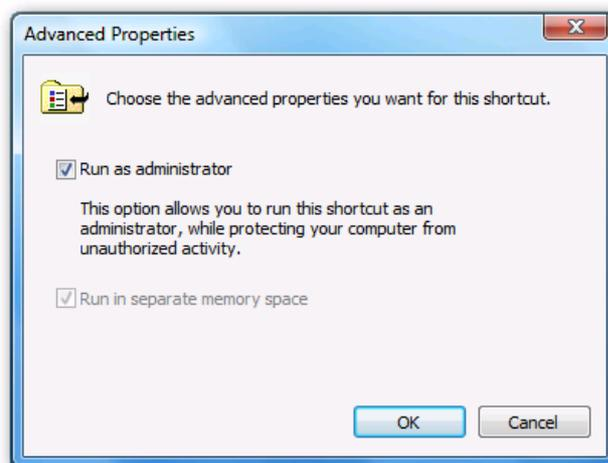 Advanced Properties
Choose the advanced properties you want for this shortcut.
Run as administrator
This option allows you to run this shortcut as an
administrator, while protecting your computer from
unauthorized activity.
Run in separate memory space
OK
Cancel